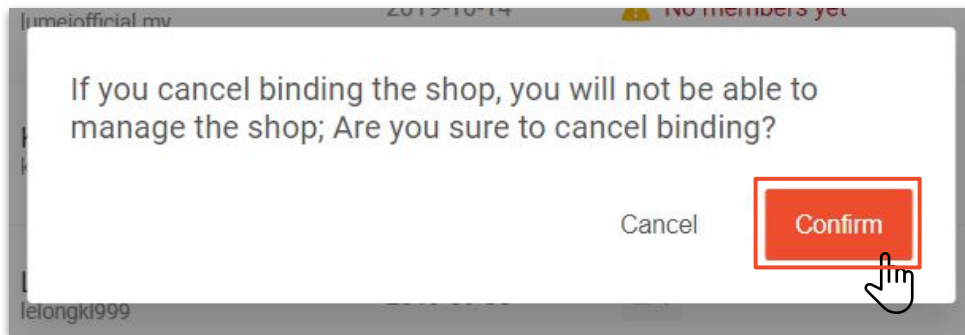 lumeiofficial.my 2019-10-14 No members yet
If you cancel binding the shop, you will not be able to
manage the shop; Are you sure to cancel binding?
Cancel Confirm
lelongkl999